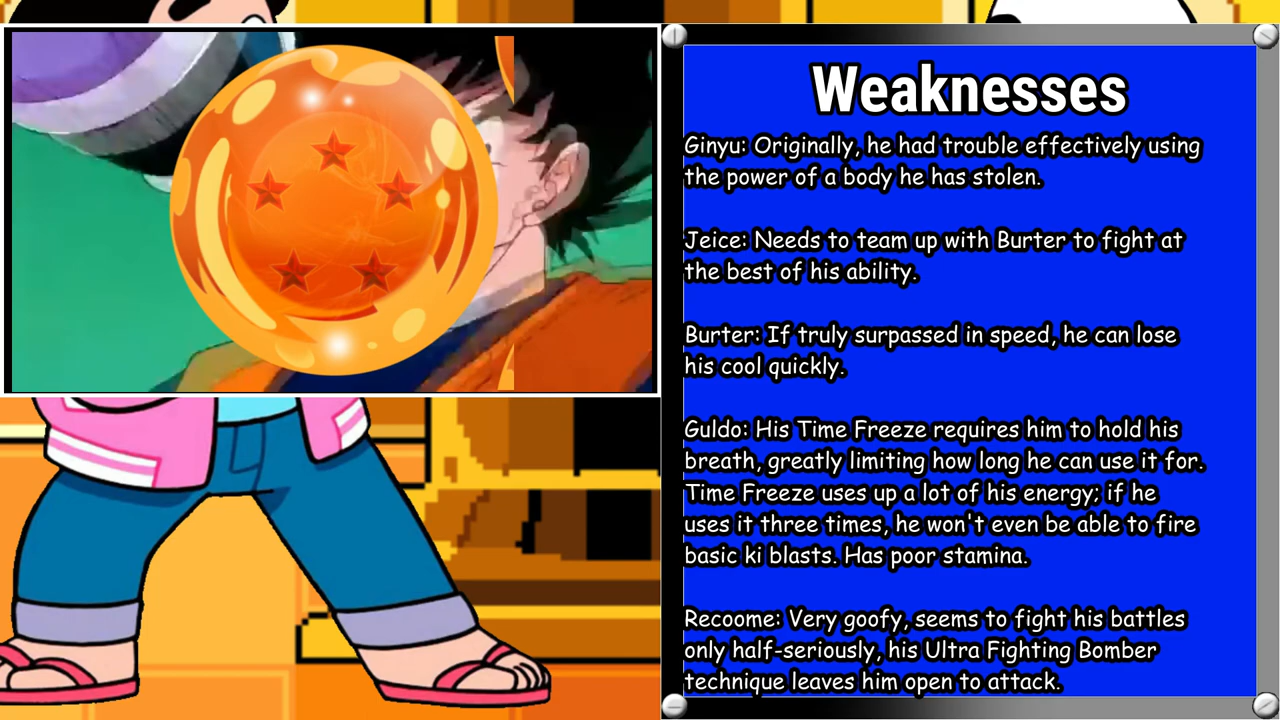 Weaknesses
Ginyu: Originally, he had trouble effectively using
the power of a body he has stolen.
Jeice: Needs to team up with Burter to fight at
the best of his ability.
Burter: If truly surpassed in speed, he can lose
his cool quickly.
Guldo: His Time Freeze requires him to hold his
breath, greatly limiting how long he can use it for.
Time Freeze uses up a lot of his energy; if he
uses it three times, he won't even be able to fire
basic ki blasts. Has poor stamina.
Recoome: Very goofy, seems to fight his battles
only half-seriously, his Ultra Fighting Bomber
technique leaves him open to attack.